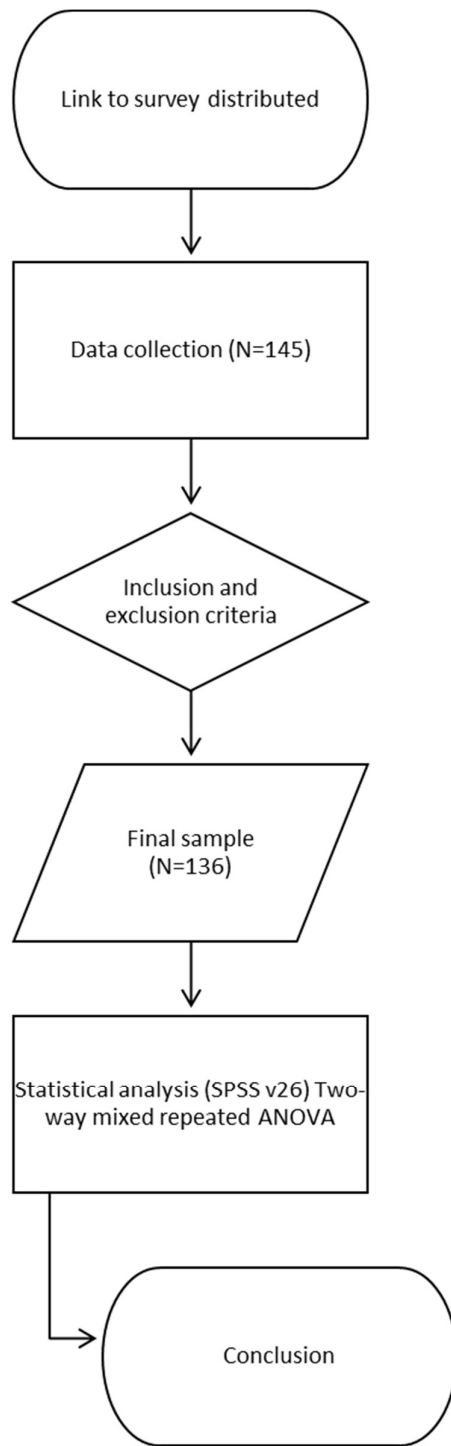 Link to survey distributed
Data collection (N=145)
Inclusion and
exclusion criteria
Final sample
(N=136)
Statistical analysis (SPSS v26) Two-
way mixed repeated ANOVA
Conclusion